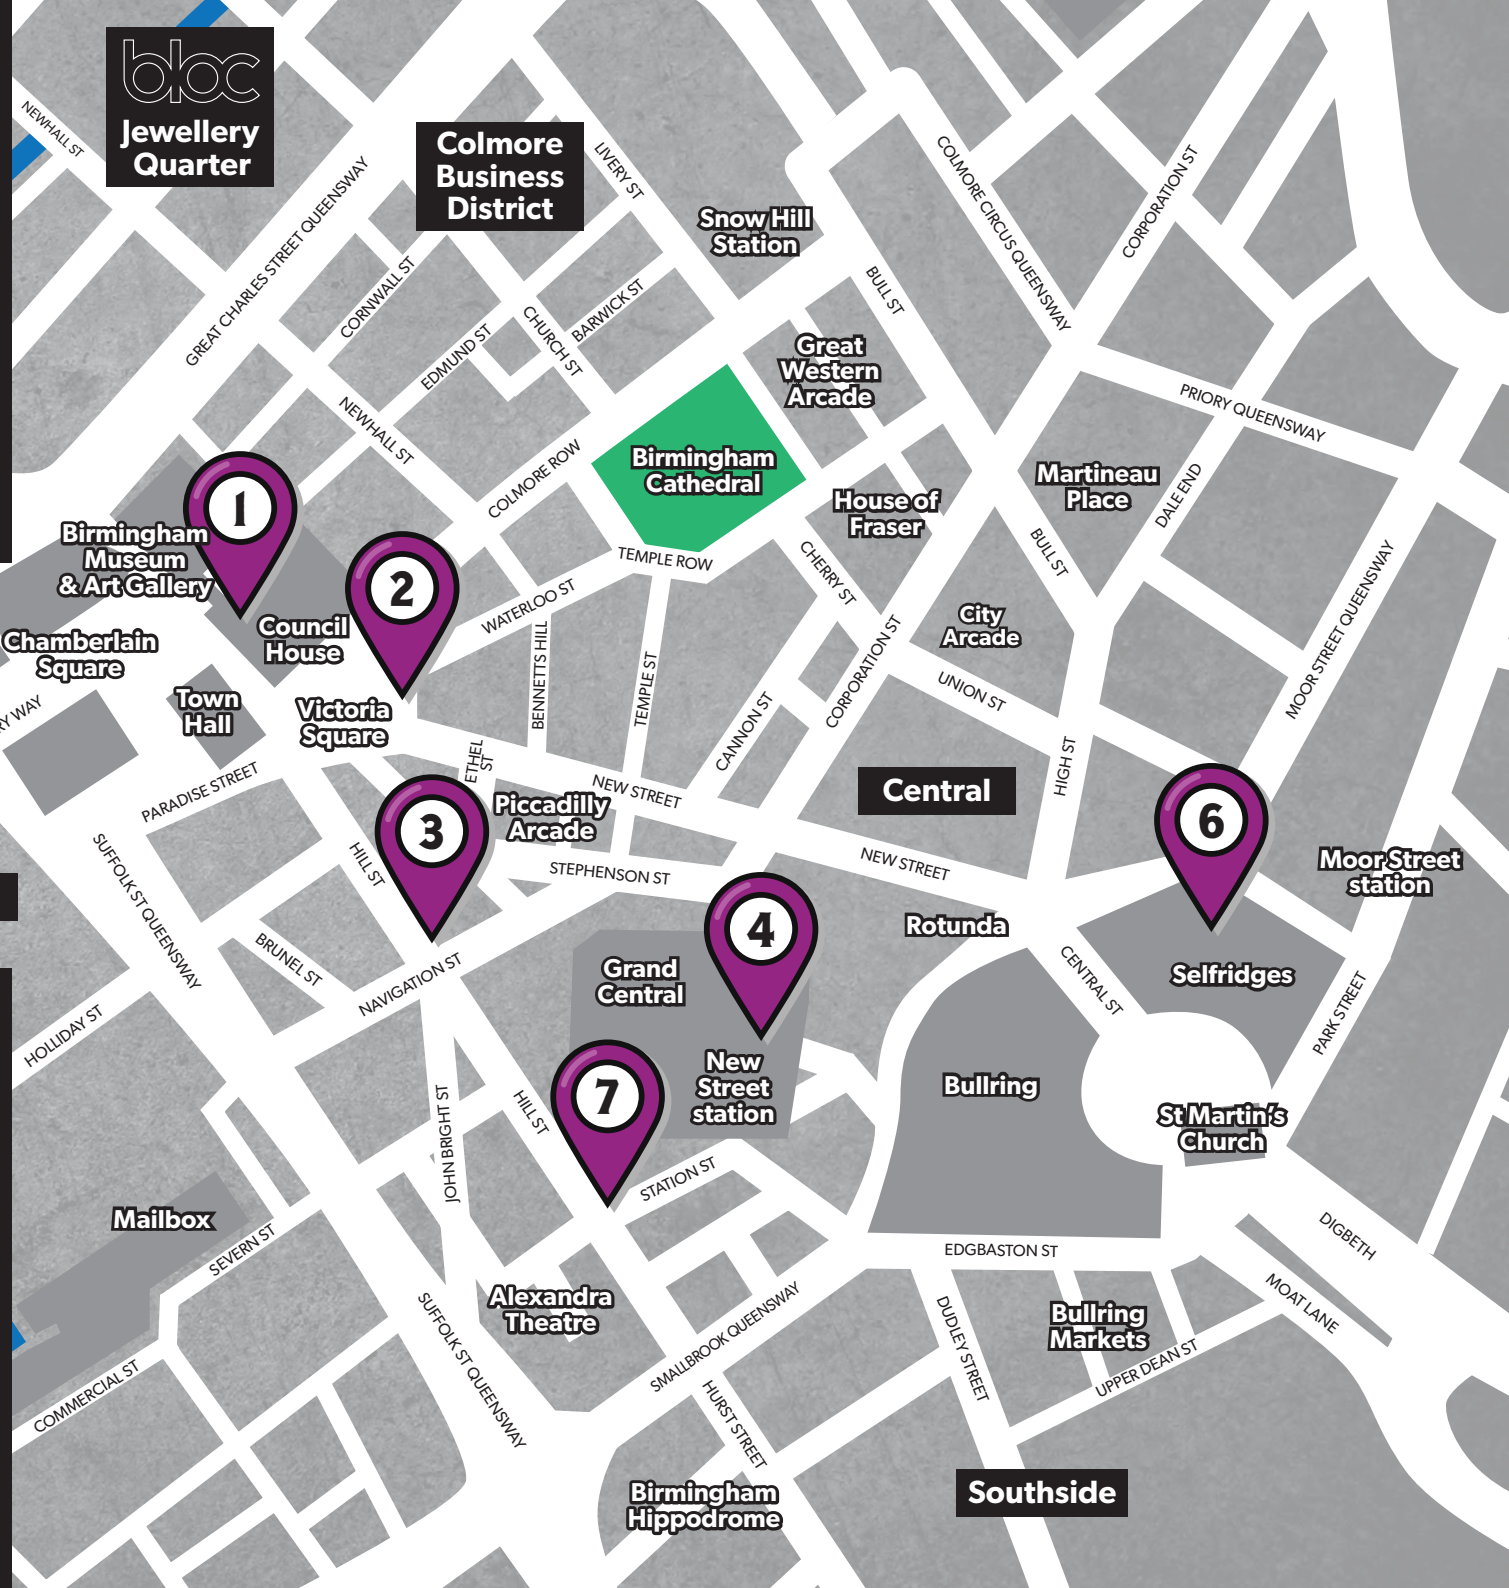 bloc
Jewellery
Quarter
NEWHALL ST
Colmore
Business
District
LIVERY ST
Snow Hill
Station
COLMORE CIRCUS QUEENSWAY
CORPORATION ST
GREAT CHARLES STREET QUEENSWAY
CORNWALL ST
EDMUND ST
CHURCH ST
BARWICK ST
BULL ST
Great
Western
Arcade
PRIORY QUEENSWAY
NEWHALL ST
COLMORE ROW
Birmingham
Cathedral
House of
Fraser
Martineau
Place
DALE END
1
Birmingham
Museum
& Art Gallery
2
TEMPLE ROW
CHERRY ST
BULL ST
Chamberlain
Square
Council
House
WATERLOO ST
BENNETTS HILL
TEMPLE ST
CANNON ST
CORPORATION ST
City
Arcade
UNION ST
MOOR STREET QUEENSWAY
RY WAY
Town
Hall
Victoria
Square
ETHEL
ST
HIGH ST
Central
PARADISE STREET
3
Piccadilly
Arcade
NEW STREET
NEW STREET
6
Moor Street
station
SUFFOLK ST QUEENSWAY
HILL ST
STEPHENSON ST
4
Rotunda
BRUNEL ST
NAVIGATION ST
Grand
Central
CENTRAL ST
Selfridges
PARK STREET
HOLLIDAY ST
7
New
Street
station
Bullring
St Martin's
Church
JOHN BRIGHT ST
HILL ST
STATION ST
Mailbox
SEVERN ST
EDGBASTON ST
DIGBETH
Alexandra
Theatre
SMALLBROOK QUEENSWAY
DUDLEY STREET
Bullring
Markets
MOAT LANE
UPPER DEAN ST
SUFFOLK ST QUEENSWAY
COMMERCIAL ST
HURST STREET
Birmingham
Hippodrome
Southside